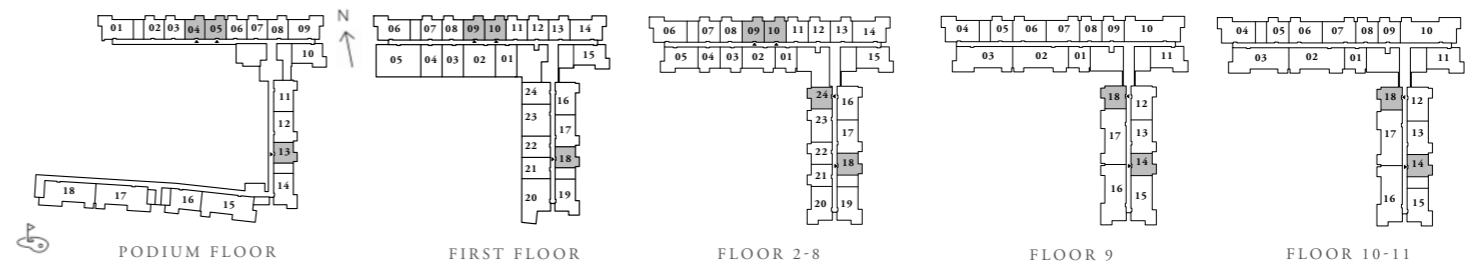 01 02 03 04 05 06 07 08 09
10
11
12
13
14
18 17 16 15
PODIUM FLOOR
N
06 07 08 09 10 11 12 13 14
05 04 03 02 01 15
24 16
23 17
22
21 18
20 19
FIRST FLOOR
06 07 08 09 10 11 12 13 14
05 04 03 02 01 15
24 16
23 17
22
21 18
20 19
FLOOR 2-8
04 05 06 07 08 09 10
03 02 01 11
18 12
17 13
14
16 15
FLOOR 9
04 05 06 07 08 09 10
03 02 01 11
18 12
17 13
14
16 15
FLOOR 10-11